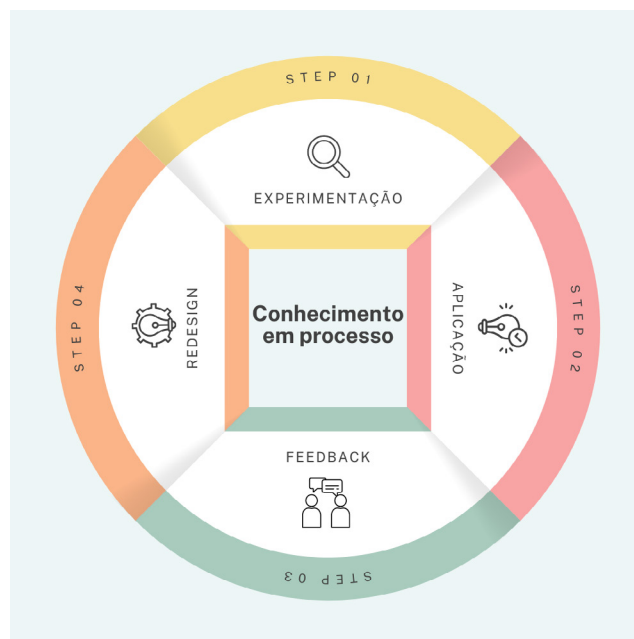 STEP 01
EXPERIMENTAÇÃO
STEP 02
APLICAÇÃO
STEP 03
FEEDBACK
STEP 04
REDESIGN
Conhecimento
em processo